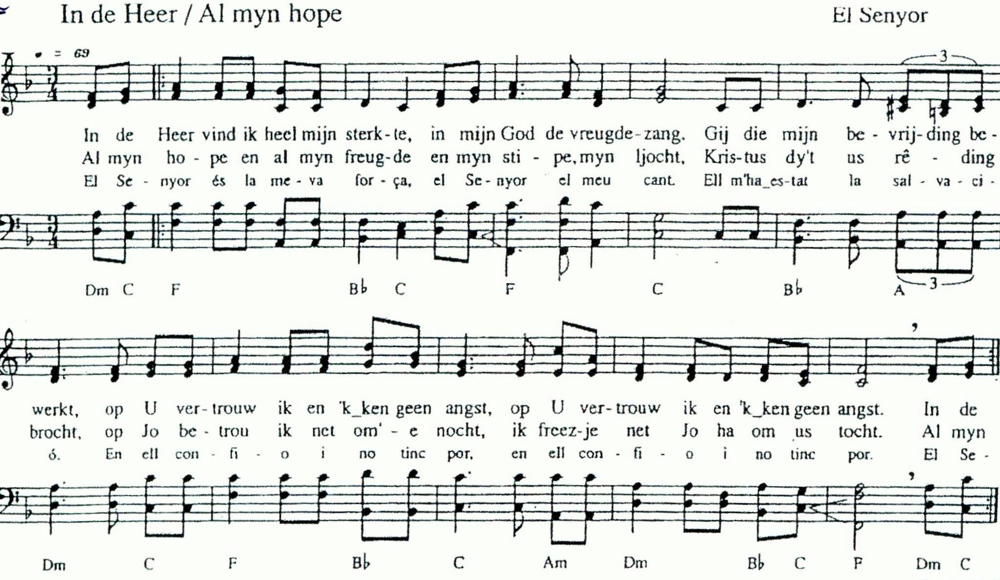 In de Heer / Al myn hope El Senyor
= 69
3
In de Heer vind ik heel mijn sterk-te, in mijn God de vreugde-zang. Gij die mijn be - vrij-ding be -
Al myn ho - pe en al myn freug-de en myn sti - pe, myn ljocht, Kris-tus dy't us rê - ding
El Se - nyor és la me - va for - ça, el Se - nyor el meu cant. Ell m'ha_es-tat la sal - va - ci -
3
Dm C F B♭ C F C B♭ A
werkt, op U ver-trouw ik en 'k_ken geen angst, op U ver-trouw ik en 'k_ken geen angst. In de
brocht, op Jo be - trou ik net om' - e nocht, ik freez-je net Jo ha om us tocht. Al myn
ó. En ell con - fi - o i no tinc por, en ell con - fi - o i no tinc por. El Se -
Dm C F B♭ C Am Dm B♭ C F Dm C